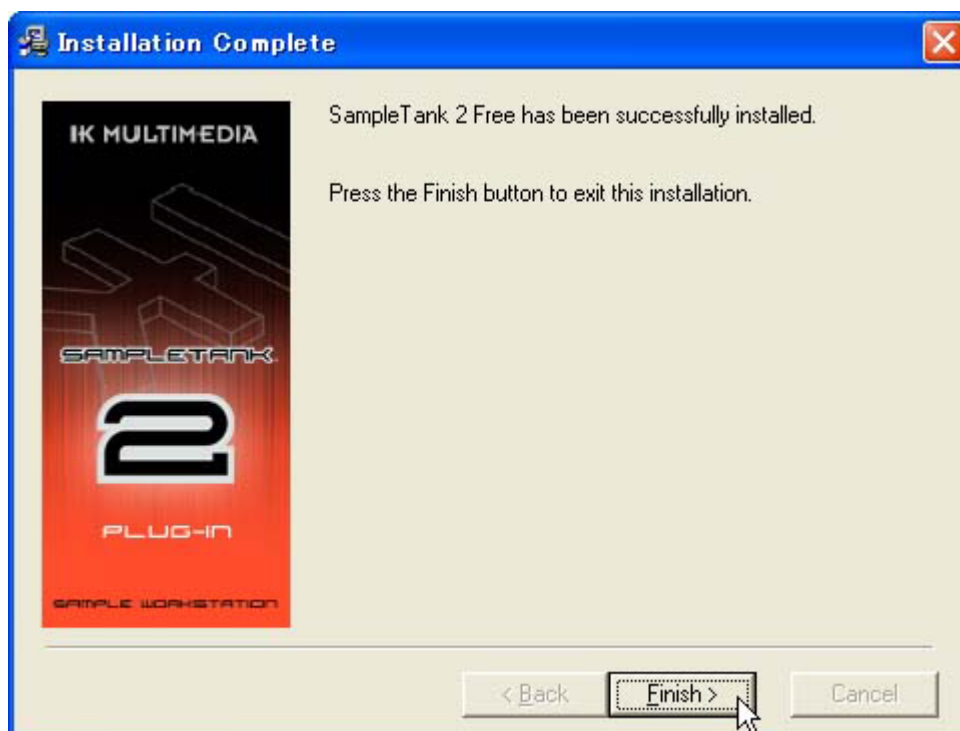 Installation Complete
IK MULTIMEDIA
SAMPLETANK
2
PLUG-IN
SAMPLE WORKSTATION
SampleTank 2 Free has been successfully installed.
Press the Finish button to exit this installation.
< Back
Finish >
Cancel